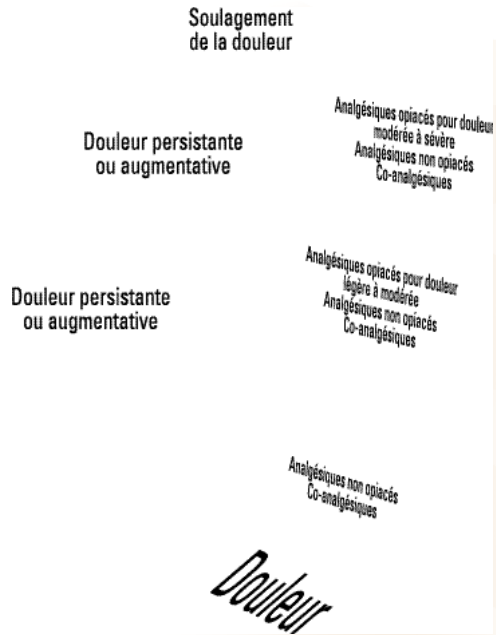 Soulagement
de la douleur
Analgésiques opiacés pour douleur
modérée à sévère
Analgésiques non opiacés
Co-analgésiques
Douleur persistante
ou augmentative
Analgésiques opiacés pour douleur
légère à modérée
Analgésiques non opiacés
Co-analgésiques
Douleur persistante
ou augmentative
Analgésiques non opiacés
Co-analgésiques
Douleur